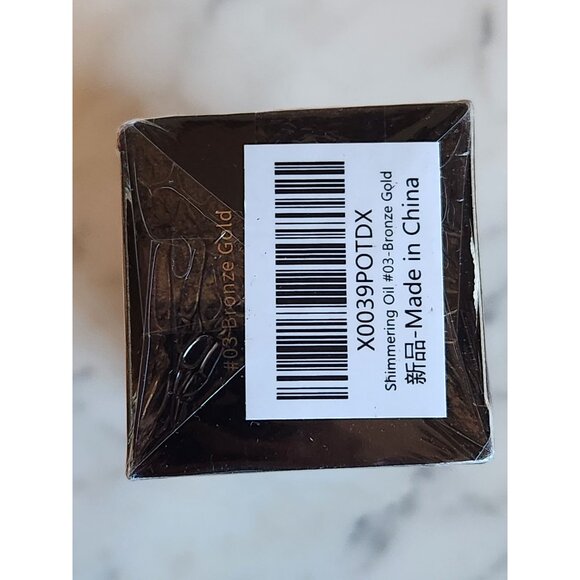 #03 Bronze Gold
X0039POTDX
Shimmering Oil #03-Bronze Gold
新品-Made in China